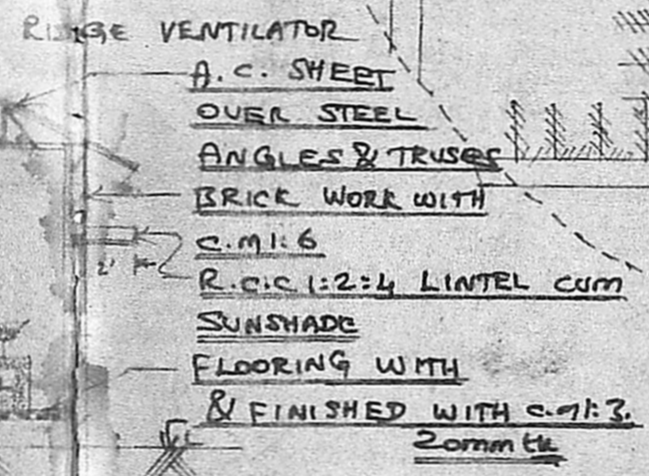 RIDGE VENTILATOR
A.C. SHEET
OVER STEEL
ANGLES & TRUSES
BRICK WORK WITH
C.M 1:6
2'
R.C.C 1:2:4 LINTEL CUM
SUNSHADE
FLOORING WITH
& FINISHED WITH C.M 1:3.
20mm tk